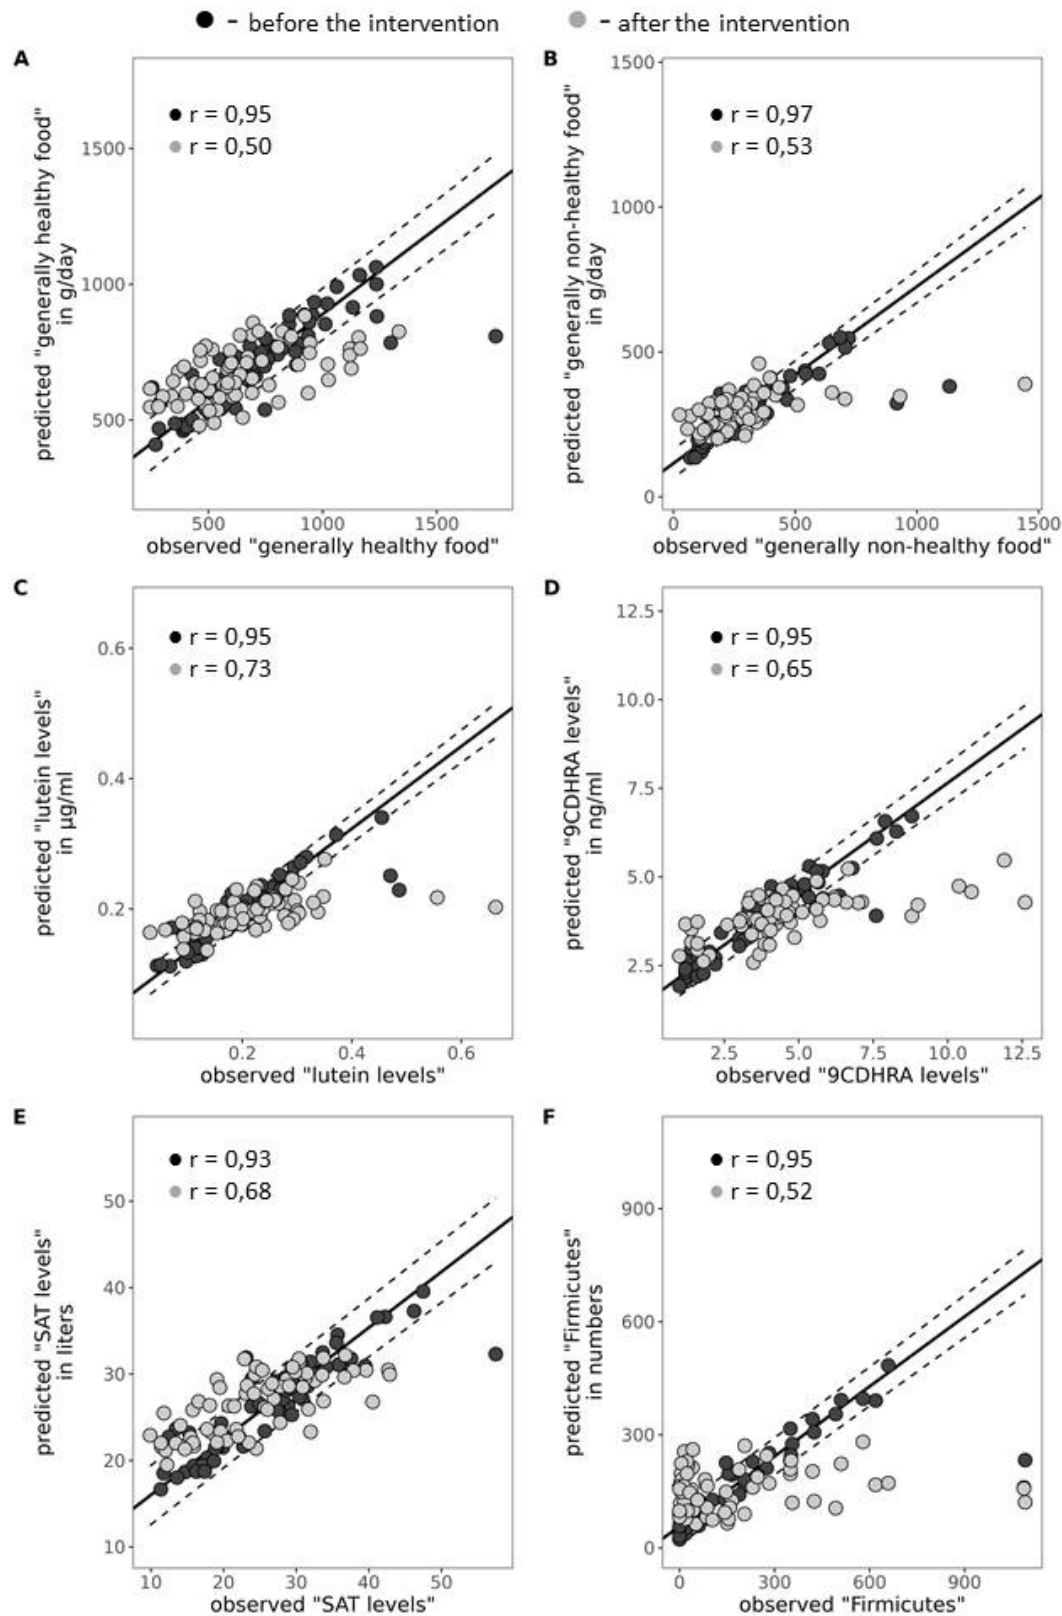 – before the intervention
– after the intervention
A
r = 0,95
r = 0,50
predicted "generally healthy food"
in g/day
1500
1000
500
500
1000
1500
observed "generally healthy food"
B
r = 0,97
r = 0,53
predicted "generally non-healthy food"
in g/day
1500
1000
500
0
0
500
1000
1500
observed "generally non-healthy food"
C
r = 0,95
r = 0,73
predicted "lutein levels"
in µg/ml
0.6
0.4
0.2
0.2
0.4
0.6
observed "lutein levels"
D
r = 0,95
r = 0,65
predicted "9CDHRA levels"
in ng/ml
12.5
10.0
7.5
5.0
2.5
2.5
5.0
7.5
10.0
12.5
observed "9CDHRA levels"
E
r = 0,93
r = 0,68
predicted "SAT levels"
in liters
50
40
30
20
10
10
20
30
40
50
observed "SAT levels"
F
r = 0,95
r = 0,52
predicted "Firmicutes"
in numbers
900
600
300
0
0
300
600
900
observed "Firmicutes"